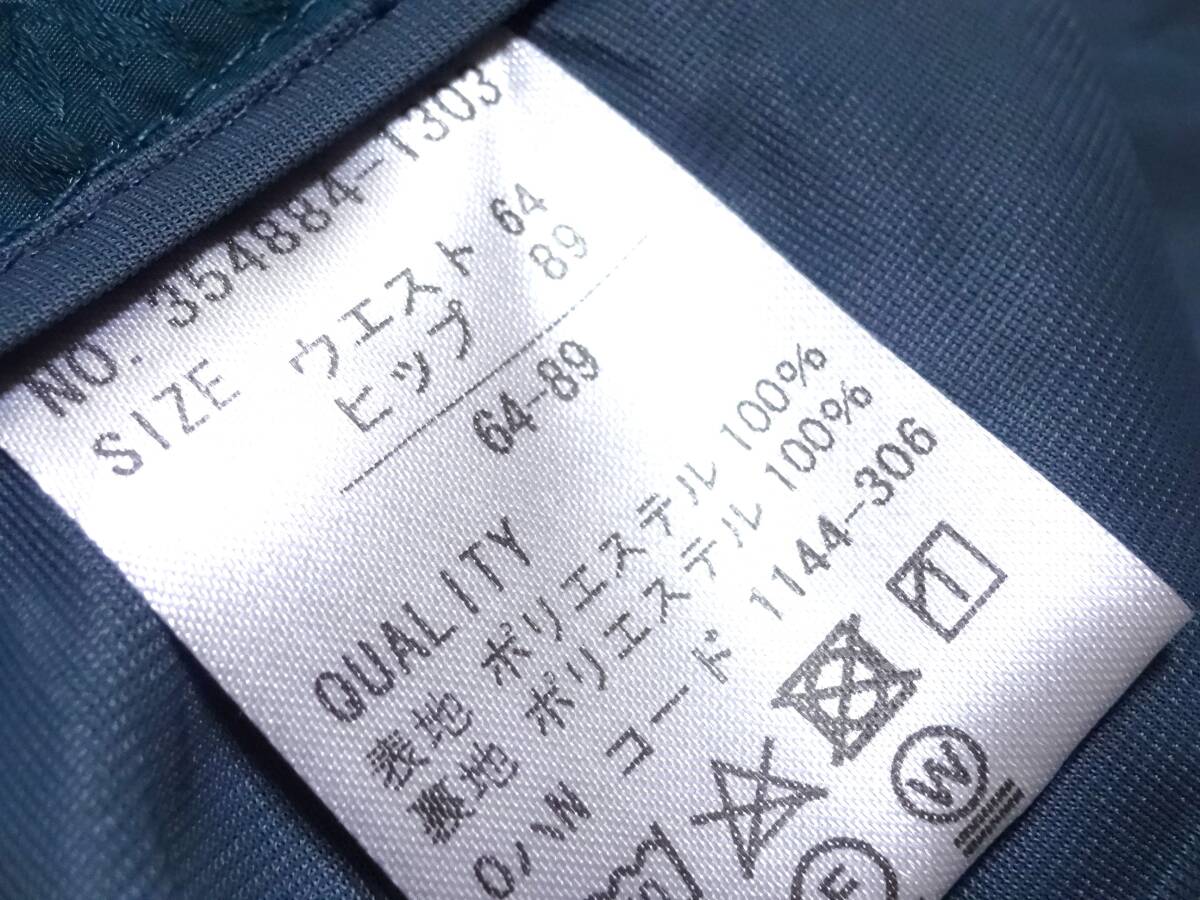 NO. 354884-1303
SIZE ウエスト 64
ヒップ 89
64-89
QUALITY
表地 ポリエステル 100%
裏地 ポリエステル 100%
O/W コード 1144-306
W
F